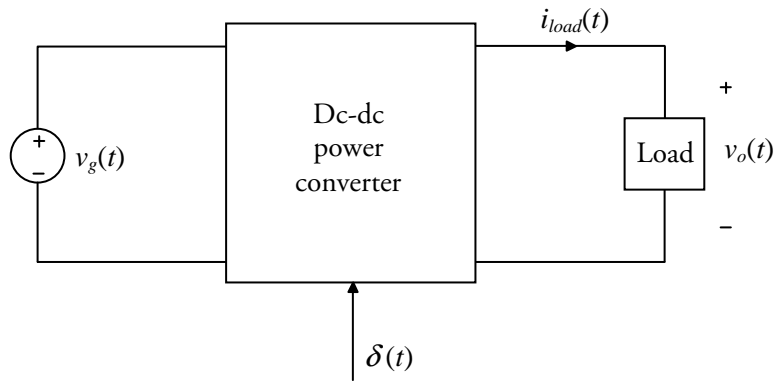 i_load(t)
+
Dc-dc
power
converter
+
−
v_g(t)
Load
v_o(t)
−
δ(t)